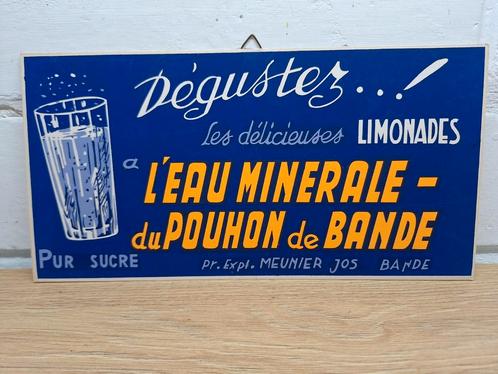 Dégustez...!
Les délicieuses LIMONADES
a L'EAU MINERALE -
du POUHON de BANDE
PUR SUCRE
Pr. Expl. MEUNIER JOS BANDE